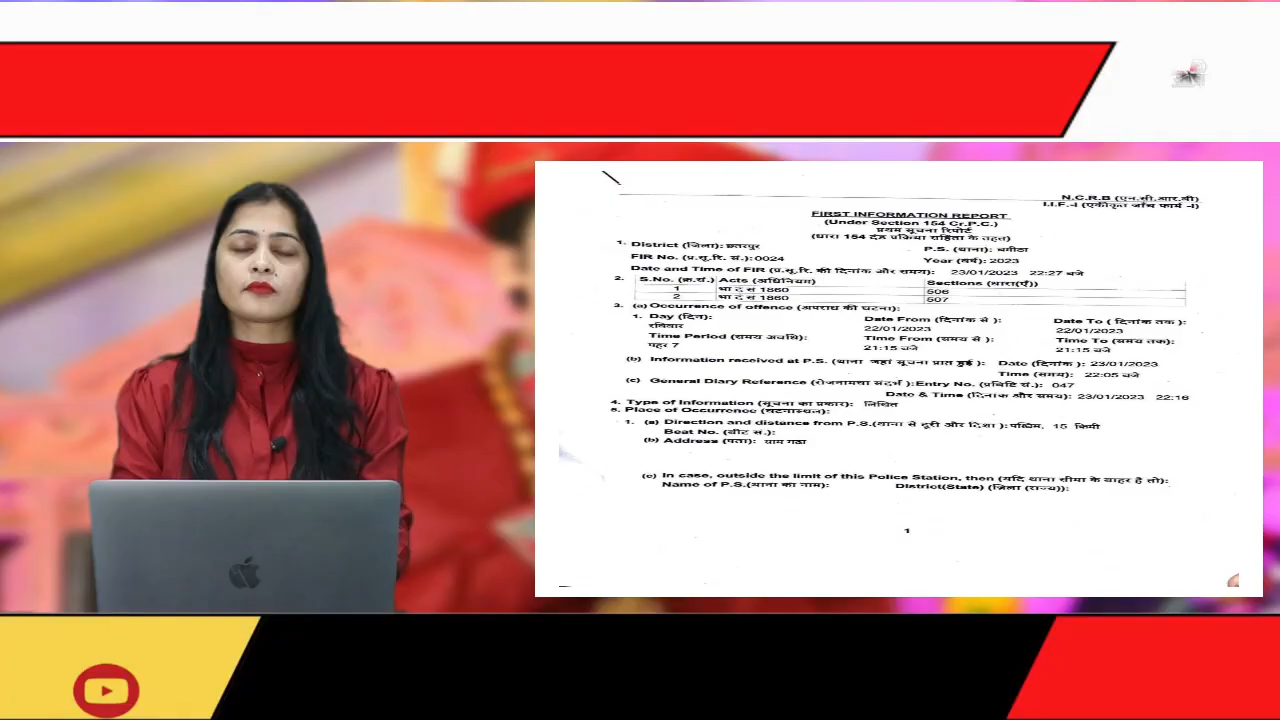 N.C.R.B (एन.सी.आर.बी)
I.I.F.-I (एकीकृत जाँच फार्म -I)
FIRST INFORMATION REPORT
(Under Section 154 Cr.P.C.)
प्रथम सूचना रिपोर्ट
(धारा 154 दंड प्रक्रिया संहिता के तहत)
1. District (जिला): छतरपुर P.S. (थाना): बमीठा
FIR No. (प्र.सू.रि. सं.): 0024 Year (वर्ष): 2023
Date and Time of FIR (प्र.सू.रि. की दिनांक और समय): 23/01/2023 22:27 बजे
2. S.No. (क्र.सं.) Acts (अधिनियम) Sections (धारा(एँ))
1 भा दं सं 1860 506
2 भा दं सं 1860 507
3. (a) Occurrence of offence (अपराध की घटना):
1. Day (दिन): Date From (दिनांक से ): Date To ( दिनांक तक ):
रविवार 22/01/2023 22/01/2023
Time Period (समय अवधि): Time From (समय से ): Time To (समय तक):
पहर 7 21:15 बजे 21:15 बजे
(b) Information received at P.S. (थाना जहां सूचना प्राप्त हुई ): Date (दिनांक ): 23/01/2023
Time (समय): 22:05 बजे
(c) General Diary Reference (रोजनामचा संदर्भ ): Entry No. (प्रविष्टि सं.): 047
Date & Time (दिनांक और समय): 23/01/2023 22:16
4. Type of Information (सूचना का प्रकार): लिखित
5. Place of Occurrence (घटनास्थल):
1. (a) Direction and distance from P.S.(थाना से दूरी और दिशा ): पश्चिम, 15 किमी
Beat No. (बीट सं.):
(b) Address (पता): ग्राम गढा
(c) In case, outside the limit of this Police Station, then (यदि थाना सीमा के बाहर है तो):
Name of P.S.(थाना का नाम): District(State) (जिला (राज्य)):
1